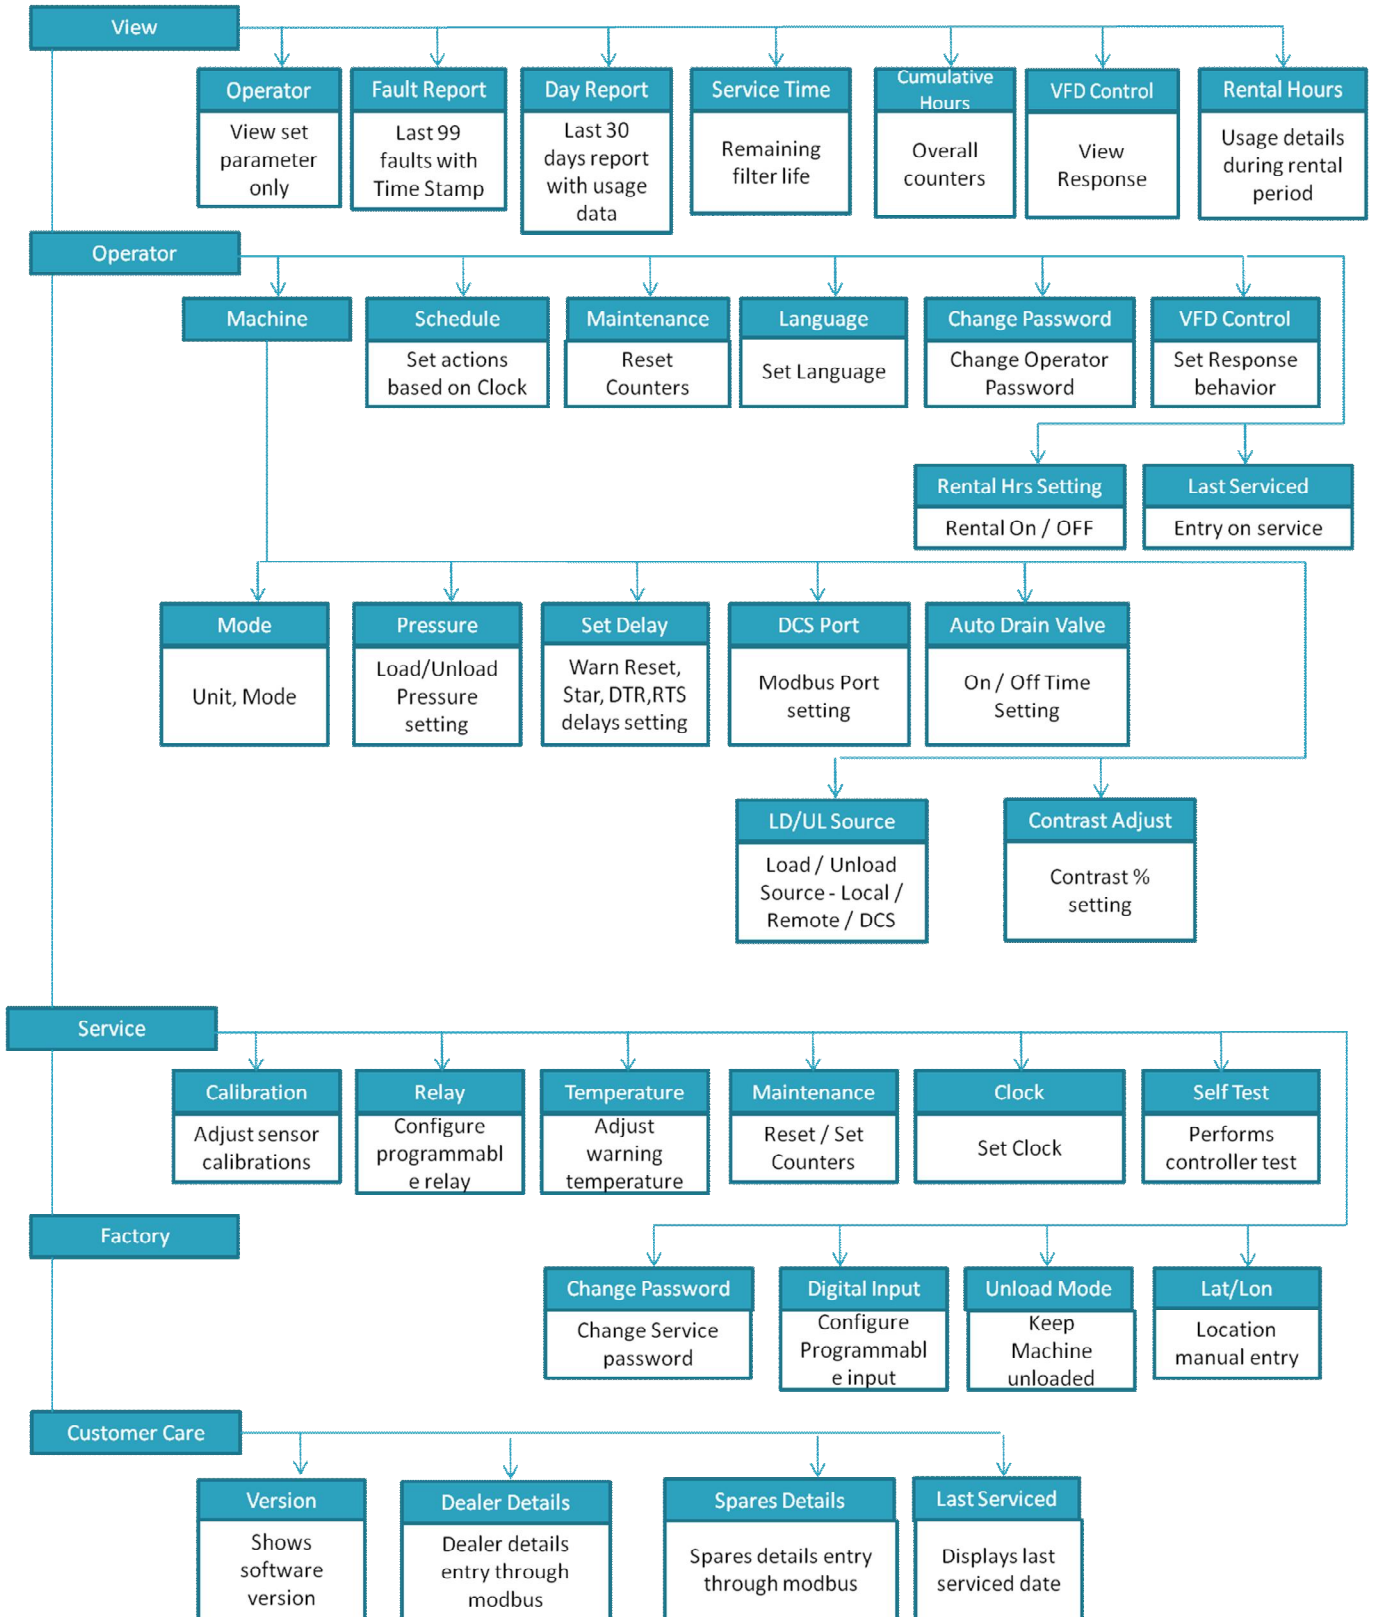 View
Operator
View set
parameter
only
Fault Report
Last 99
faults with
Time Stamp
Day Report
Last 30
days report
with usage
data
Service Time
Remaining
filter life
Cumulative
Hours
Overall
counters
VFD Control
View
Response
Rental Hours
Usage details
during rental
period
Operator
Machine
Schedule
Set actions
based on Clock
Maintenance
Reset
Counters
Language
Set Language
Change Password
Change Operator
Password
VFD Control
Set Response
behavior
Rental Hrs Setting
Rental On / OFF
Last Serviced
Entry on service
Mode
Unit, Mode
Pressure
Load/Unload
Pressure
setting
Set Delay
Warn Reset,
Star, DTR,RTS
delays setting
DCS Port
Modbus Port
setting
Auto Drain Valve
On / Off Time
Setting
LD/UL Source
Load / Unload
Source - Local /
Remote / DCS
Contrast Adjust
Contrast %
setting
Service
Calibration
Adjust sensor
calibrations
Relay
Configure
programmabl
e relay
Temperature
Adjust
warning
temperature
Maintenance
Reset / Set
Counters
Clock
Set Clock
Self Test
Performs
controller test
Factory
Change Password
Change Service
password
Digital Input
Configure
Programmabl
e input
Unload Mode
Keep
Machine
unloaded
Lat/Lon
Location
manual entry
Customer Care
Version
Shows
software
version
Dealer Details
Dealer details
entry through
modbus
Spares Details
Spares details entry
through modbus
Last Serviced
Displays last
serviced date